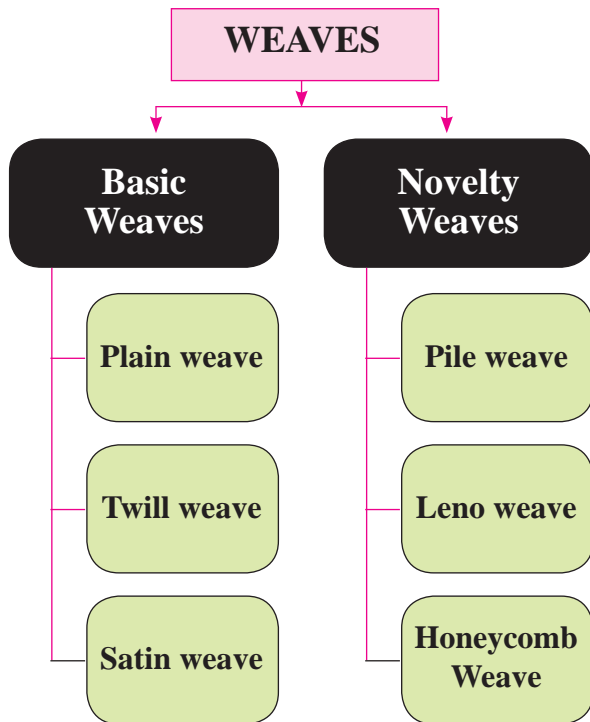 WEAVES
Basic
Weaves
Plain weave
Twill weave
Satin weave
Novelty
Weaves
Pile weave
Leno weave
Honeycomb
Weave